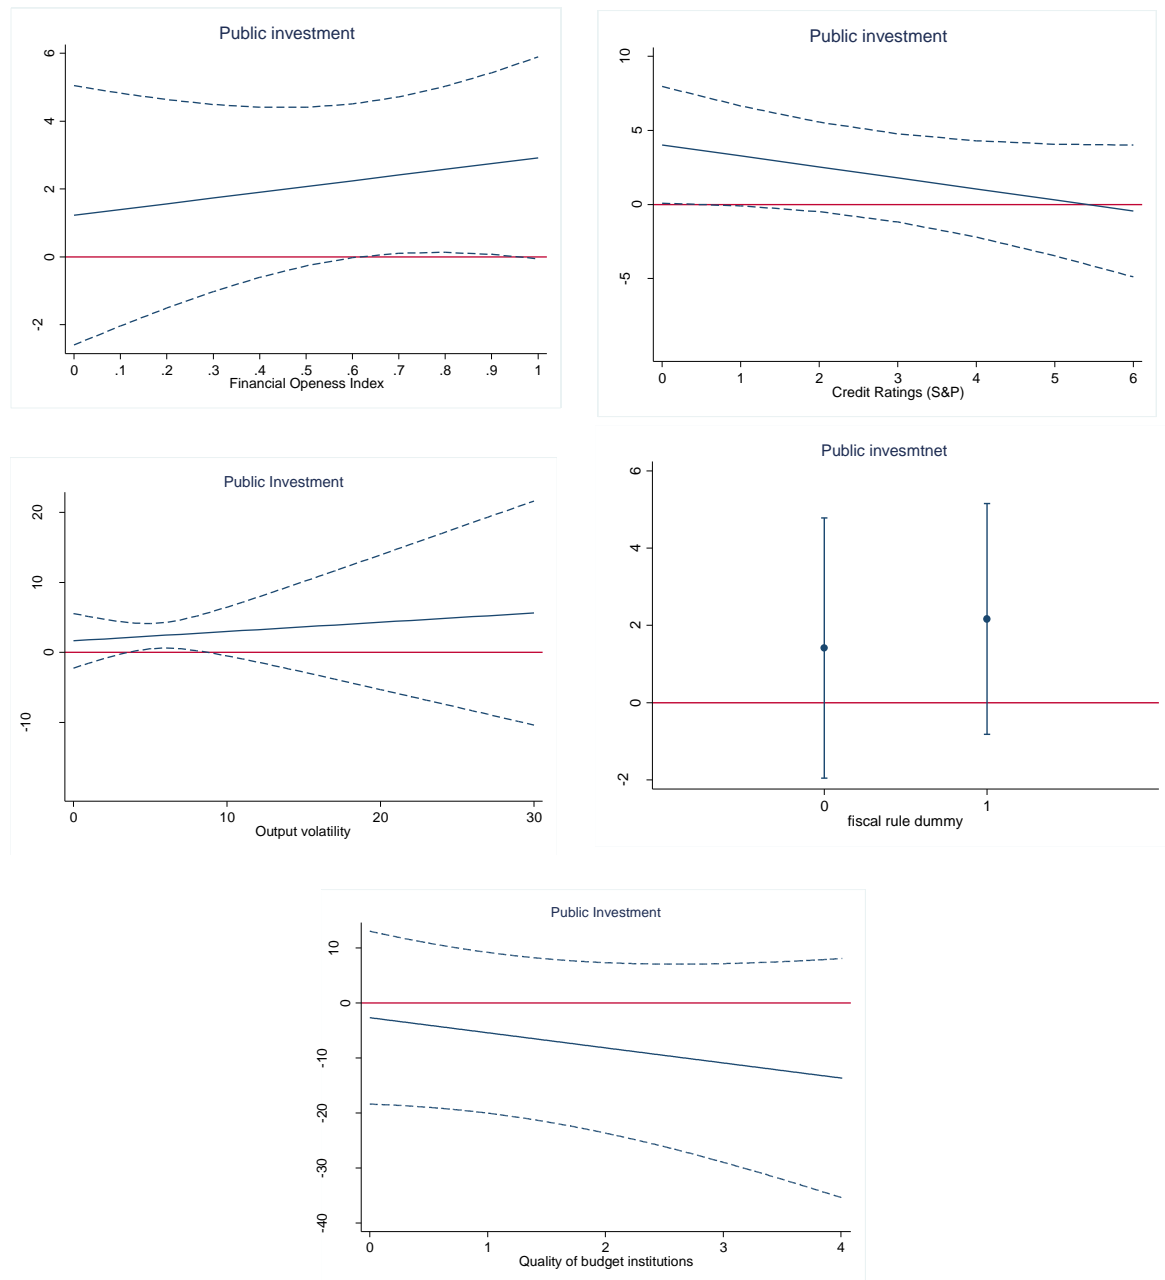 Public investment
6
4
2
0
-2
0 .1 .2 .3 .4 .5 .6 .7 .8 .9 1
Financial Openess Index
Public investment
10
5
0
-5
0 1 2 3 4 5 6
Credit Ratings (S&P)
Public Investment
20
10
0
-10
0 10 20 30
Output volatility
Public invesmtnet
6
4
2
0
-2
0 1
fiscal rule dummy
Public Investment
10
0
-10
-20
-30
-40
0 1 2 3 4
Quality of budget institutions